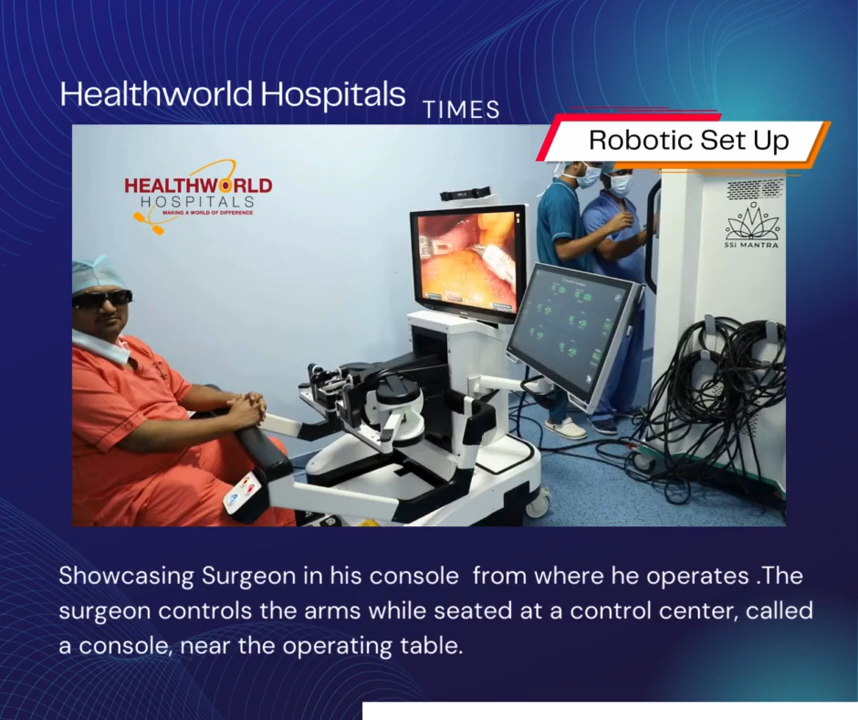 Healthworld Hospitals
TIMES
Robotic Set Up
HEALTHWORLD
HOSPITALS
MAKING A WORLD OF DIFFERENCE
SSI MANTRA
Showcasing Surgeon in his console  from where he operates .The
surgeon controls the arms while seated at a control center, called
a console, near the operating table.